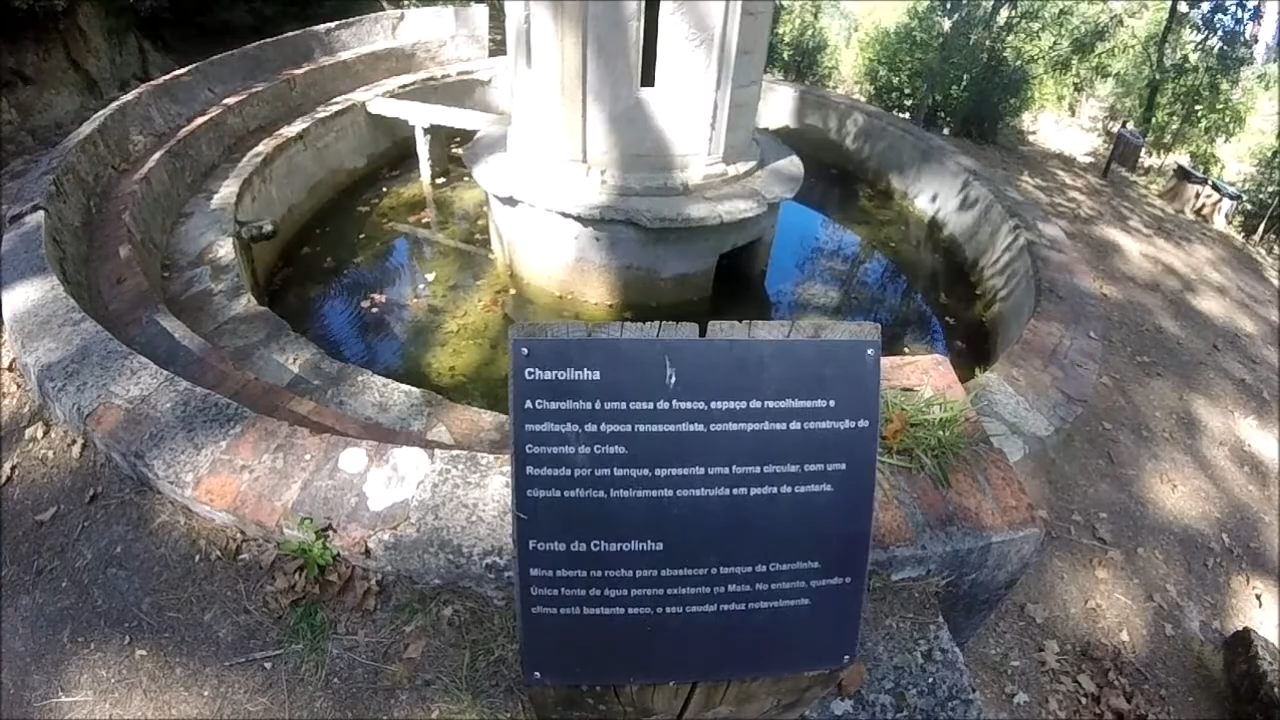 Charolinha
A Charolinha é uma casa de fresco, espaço de recolhimento e
meditação, da época renascentista, contemporânea da construção do
Convento de Cristo.
Rodeada por um tanque, apresenta uma forma circular, com uma
cúpula esférica, inteiramente construída em pedra de cantaria.
Fonte da Charolinha
Mina aberta na rocha para abastecer o tanque da Charolinha.
Única fonte de água perene existente na Mata. No entanto, quando o
clima está bastante seco, o seu caudal reduz notavelmente.